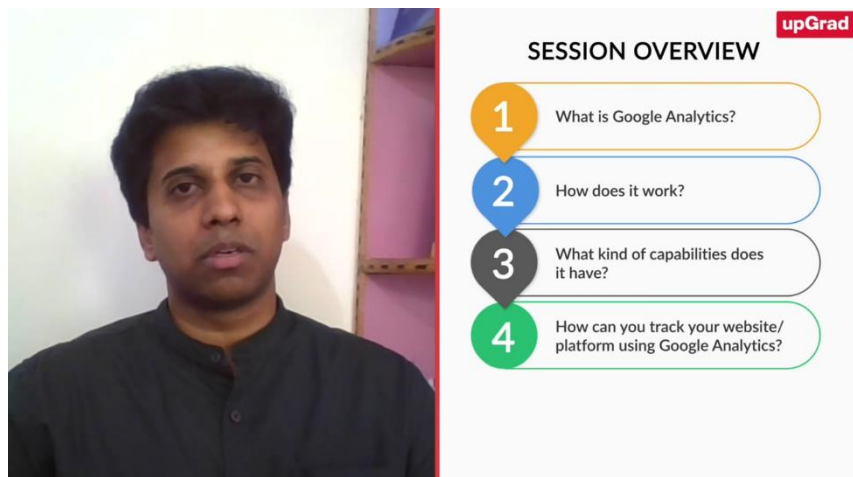 upGrad
SESSION OVERVIEW
1
What is Google Analytics?
2
How does it work?
3
What kind of capabilities does
it have?
4
How can you track your website/
platform using Google Analytics?